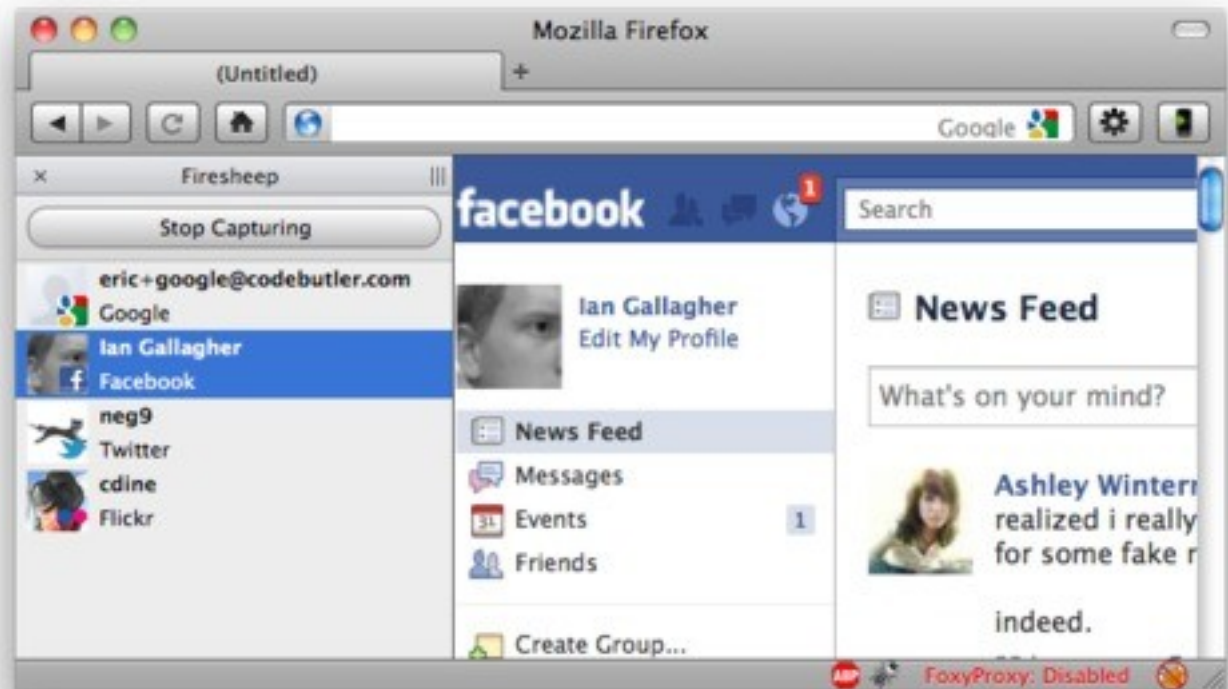 Mozilla Firefox
(Untitled)
+
Google
× Firesheep
Stop Capturing
eric+google@codebutler.com
Google
Ian Gallagher
f
Facebook
neg9
Twitter
cdine
Flickr
facebook
1
Search
Ian Gallagher
Edit My Profile
News Feed
Messages
31
Events
1
Friends
Create Group...
News Feed
What's on your mind?
Ashley
realized i really
for some fake
indeed.
ABP
FoxyProxy: Disabled